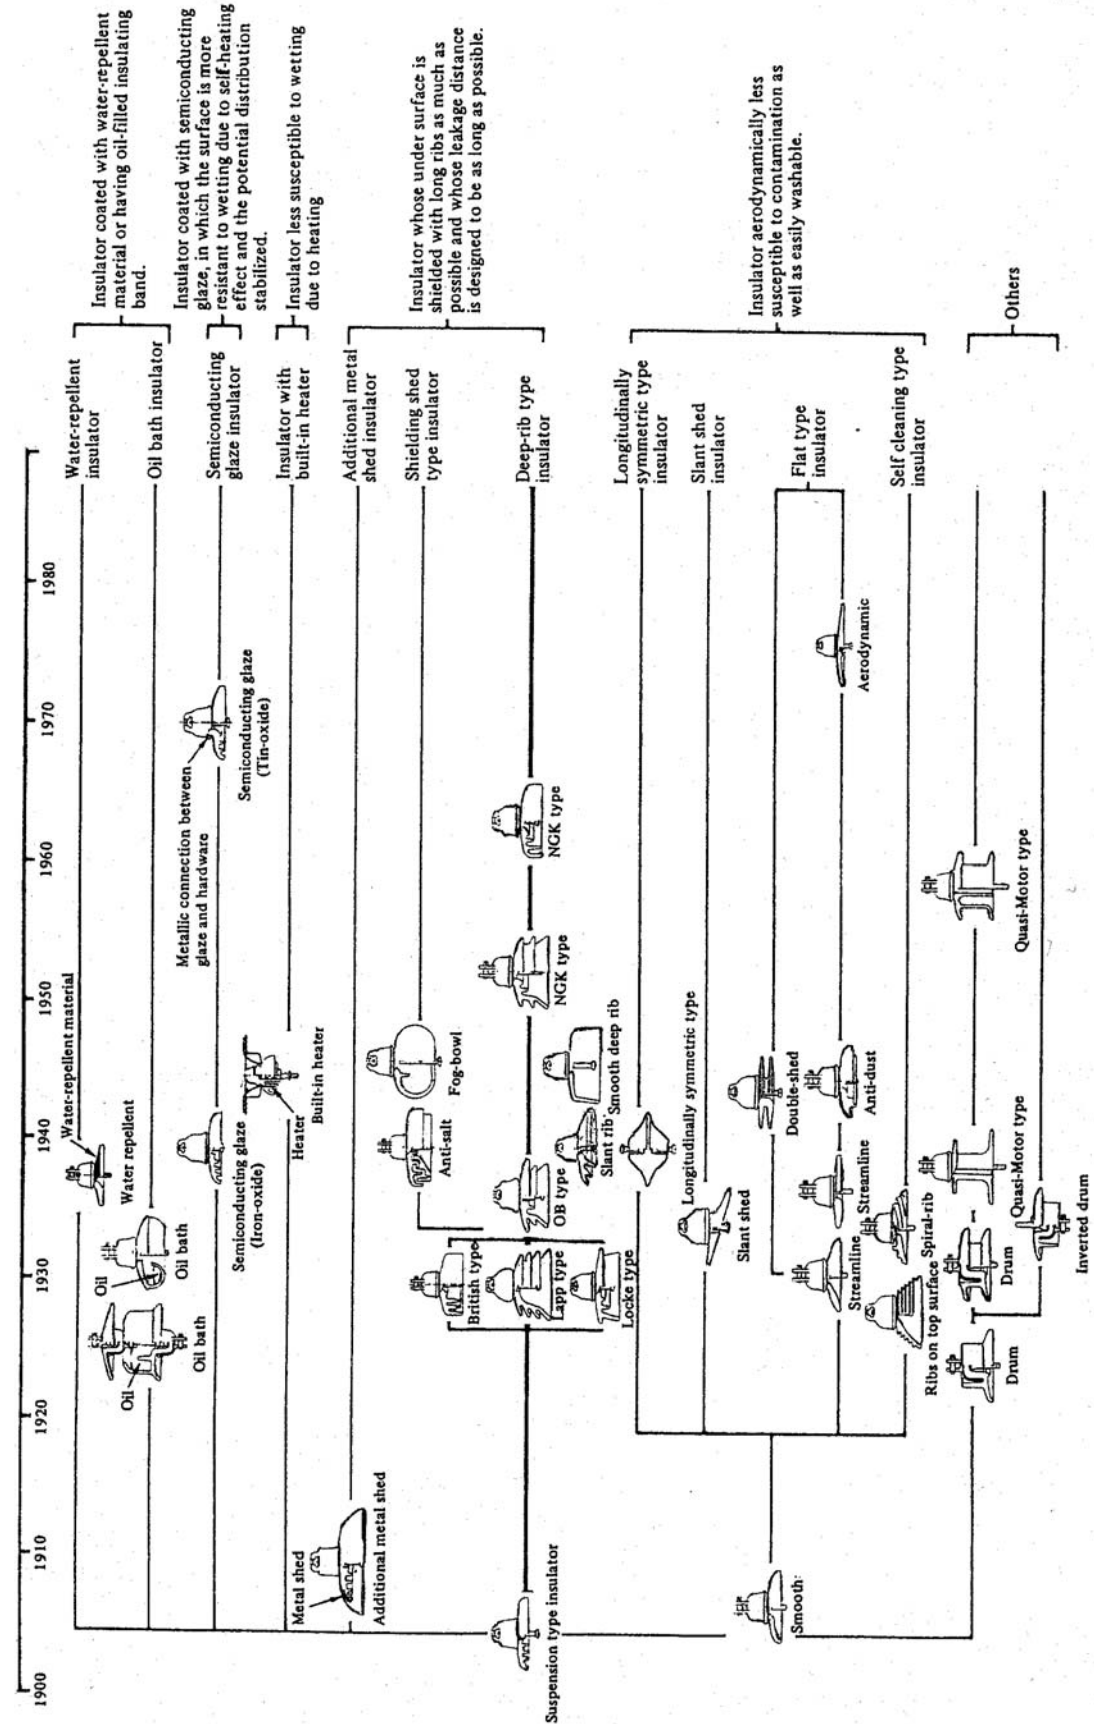 1900
1910
1920
1930
1940
1950
1960
1970
1980
Water-repellent material
Water repellent
Water-repellent
insulator
Insulator coated with water-repellent
material or having oil-filled insulating
band.
Oil
Oil bath
Oil
Oil bath
Oil bath insulator
Semiconducting glaze
(Iron-oxide)
Metallic connection between
glaze and hardware
Semiconducting glaze
(Tin-oxide)
Semiconducting
glaze insulator
Insulator coated with semiconducting
glaze, in which the surface is more
resistant to wetting due to self-heating
effect and the potential distribution
stabilized.
Heater
Built-in heater
Insulator with
built-in heater
Insulator less susceptible to wetting
due to heating
Metal shed
Additional metal shed
Additional metal
shed insulator
Anti-salt
Fog-bowl
Shielding shed
type insulator
Insulator whose under surface is
shielded with long ribs as much as
possible and whose leakage distance
is designed to be as long as possible.
Suspension type insulator
British type
Lapp type
Locke type
OB type
Slant rib
Smooth deep rib
NGK type
NGK type
Deep-rib type
insulator
Longitudinally symmetric type
Longitudinally
symmetric type
insulator
Slant shed
Slant shed
insulator
Insulator aerodynamically less
susceptible to contamination as
well as easily washable.
Smooth
Double-shed
Streamline
Streamline
Anti-dust
Aerodynamic
Flat type
insulator
Ribs on top surface
Spiral-rib
Self cleaning type
insulator
Drum
Drum
Quasi-Motor type
Quasi-Motor type
Inverted drum
Others